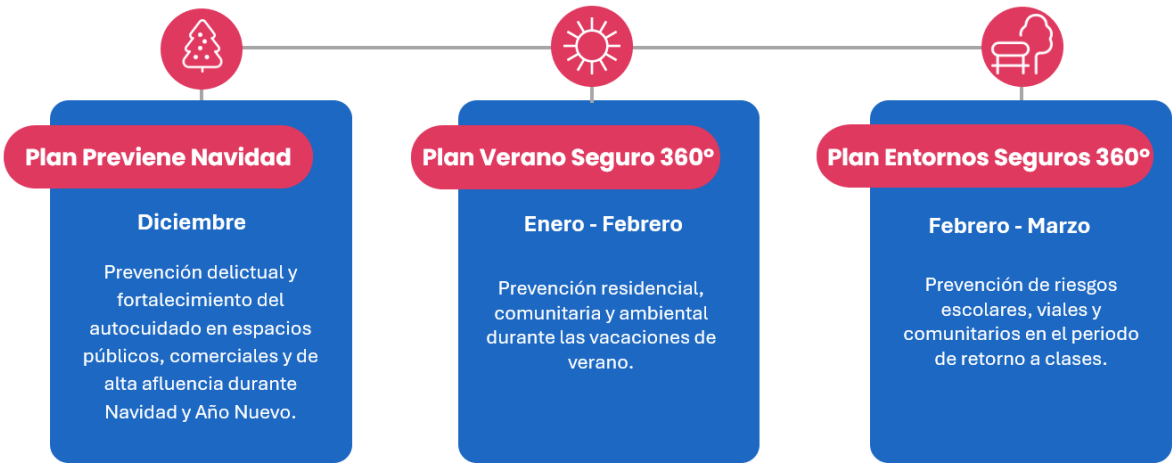 Plan Previene Navidad
Diciembre
Prevención delictual y
fortalecimiento del
autocuidado en espacios
públicos, comerciales y de
alta afluencia durante
Navidad y Año Nuevo.
Plan Verano Seguro 360º
Enero - Febrero
Prevención residencial,
comunitaria y ambiental
durante las vacaciones de
verano.
Plan Entornos Seguros 360º
Febrero - Marzo
Prevención de riesgos
escolares, viales y
comunitarios en el periodo
de retorno a clases.